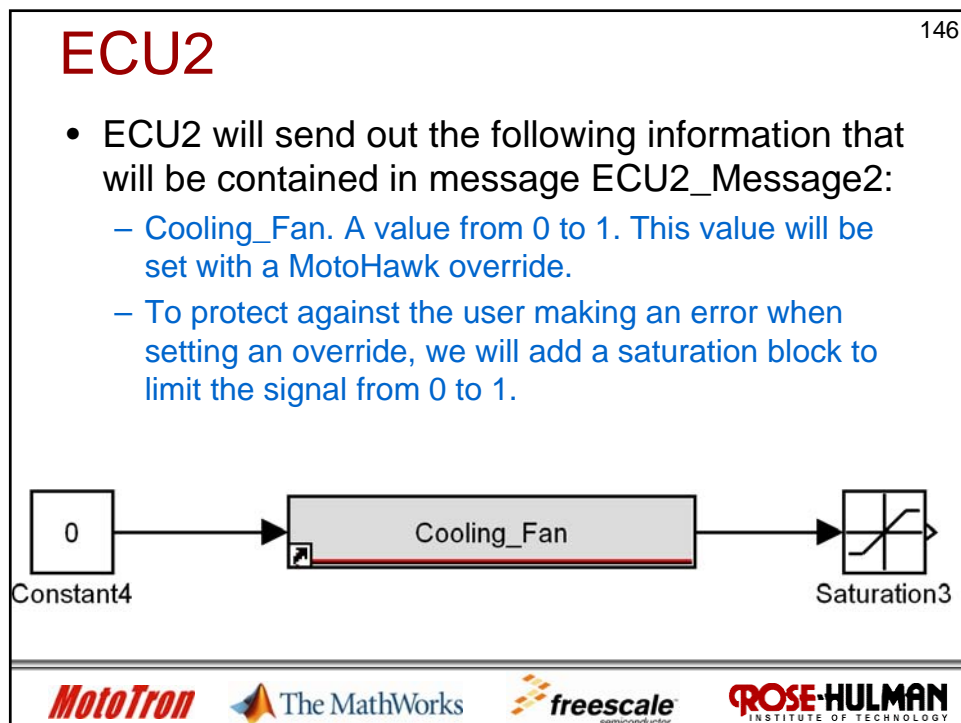 146
ECU2
• ECU2 will send out the following information that
will be contained in message ECU2_Message2:
– Cooling_Fan. A value from 0 to 1. This value will be
set with a MotoHawk override.
– To protect against the user making an error when
setting an override, we will add a saturation block to
limit the signal from 0 to 1.
0
Cooling_Fan
Constant4
Saturation3
MotoTron
The MathWorks
freescale
semiconductor
ROSE-HULMAN
INSTITUTE OF TECHNOLOGY